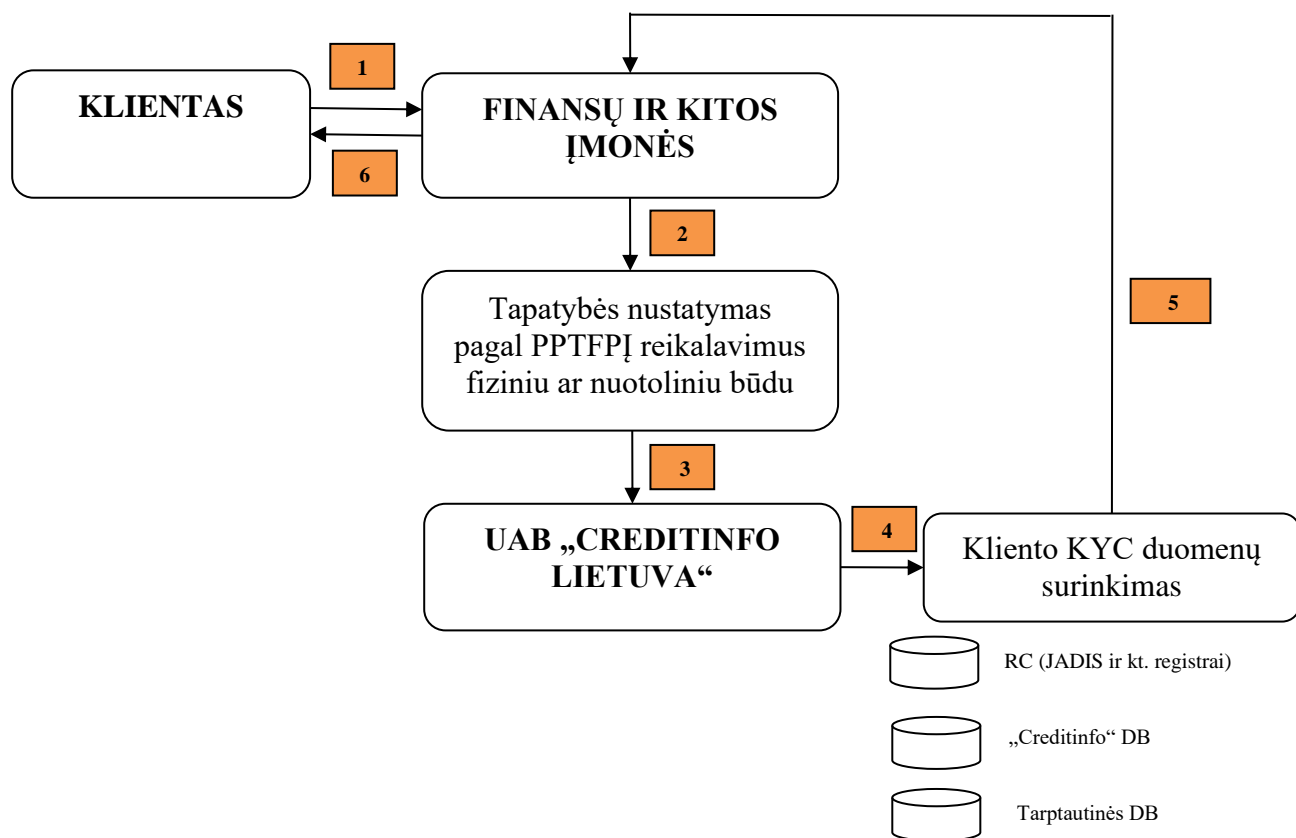 1
KLIENTAS
FINANSŲ IR KITOS
ĮMONĖS
6
2
Tapatybės nustatymas
pagal PPTFPĮ reikalavimus
fiziniu ar nuotoliniu būdu
5
3
UAB „CREDITINFO
LIETUVA“
4
Kliento KYC duomenų
surinkimas
RC (JADIS ir kt. registrai)
„Creditinfo“ DB
Tarptautinės DB